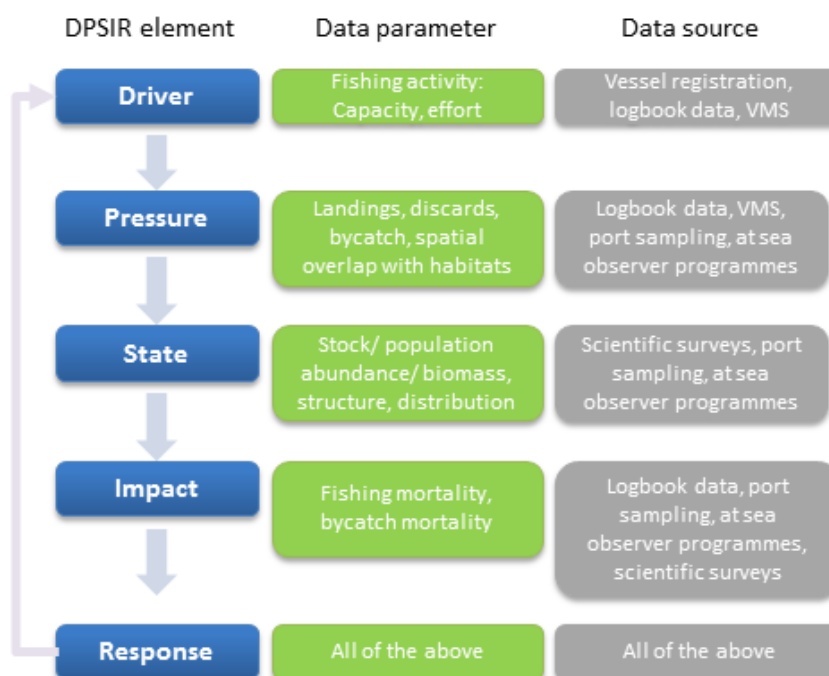 DPSIR element
Data parameter
Data source
Driver
Fishing activity:
Capacity, effort
Vessel registration,
logbook data, VMS
Pressure
Landings, discards,
bycatch, spatial
overlap with habitats
Logbook data, VMS,
port sampling, at sea
observer programmes
State
Stock/ population
abundance/ biomass,
structure, distribution
Scientific surveys, port
sampling, at sea
observer programmes
Impact
Fishing mortality,
bycatch mortality
Logbook data, port
sampling, at sea
observer programmes,
scientific surveys
Response
All of the above
All of the above